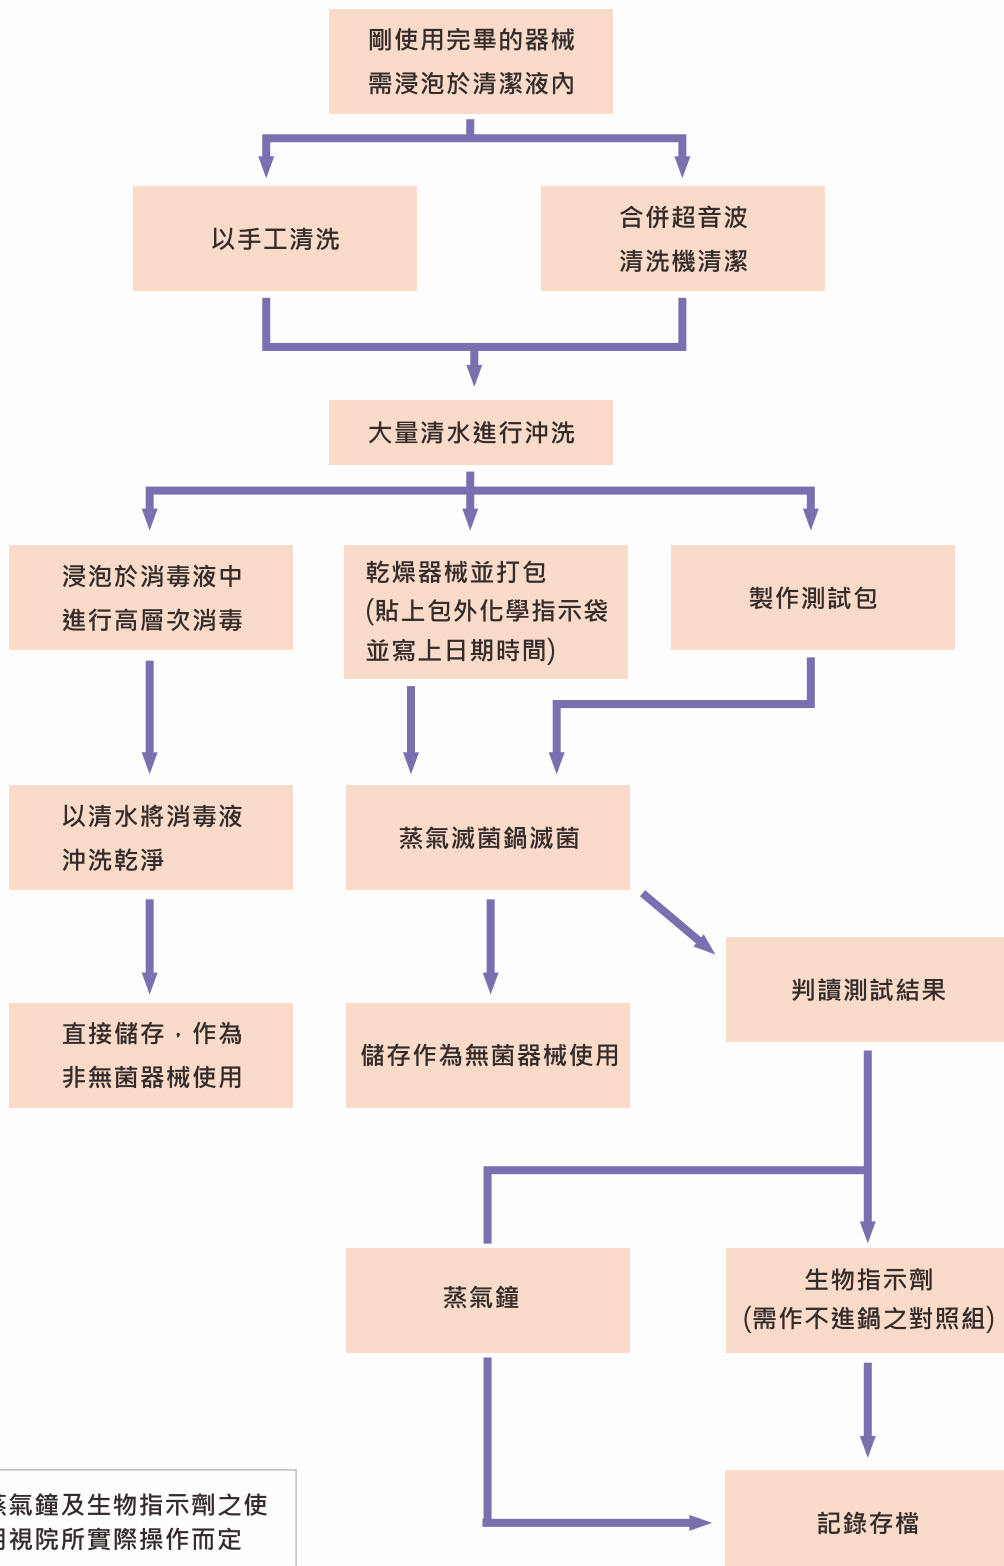 剛使用完畢的器械
需浸泡於清潔液內
以手工清洗
合併超音波
清洗機清潔
大量清水進行沖洗
浸泡於消毒液中
進行高層次消毒
乾燥器械並打包
(貼上包外化學指示袋
並寫上日期時間)
製作測試包
以清水將消毒液
沖洗乾淨
蒸氣滅菌鍋滅菌
判讀測試結果
直接儲存，作為
非無菌器械使用
儲存作為無菌器械使用
蒸氣鐘
生物指示劑
(需作不進鍋之對照組)
蒸氣鐘及生物指示劑之使
用視院所實際操作而定
記錄存檔